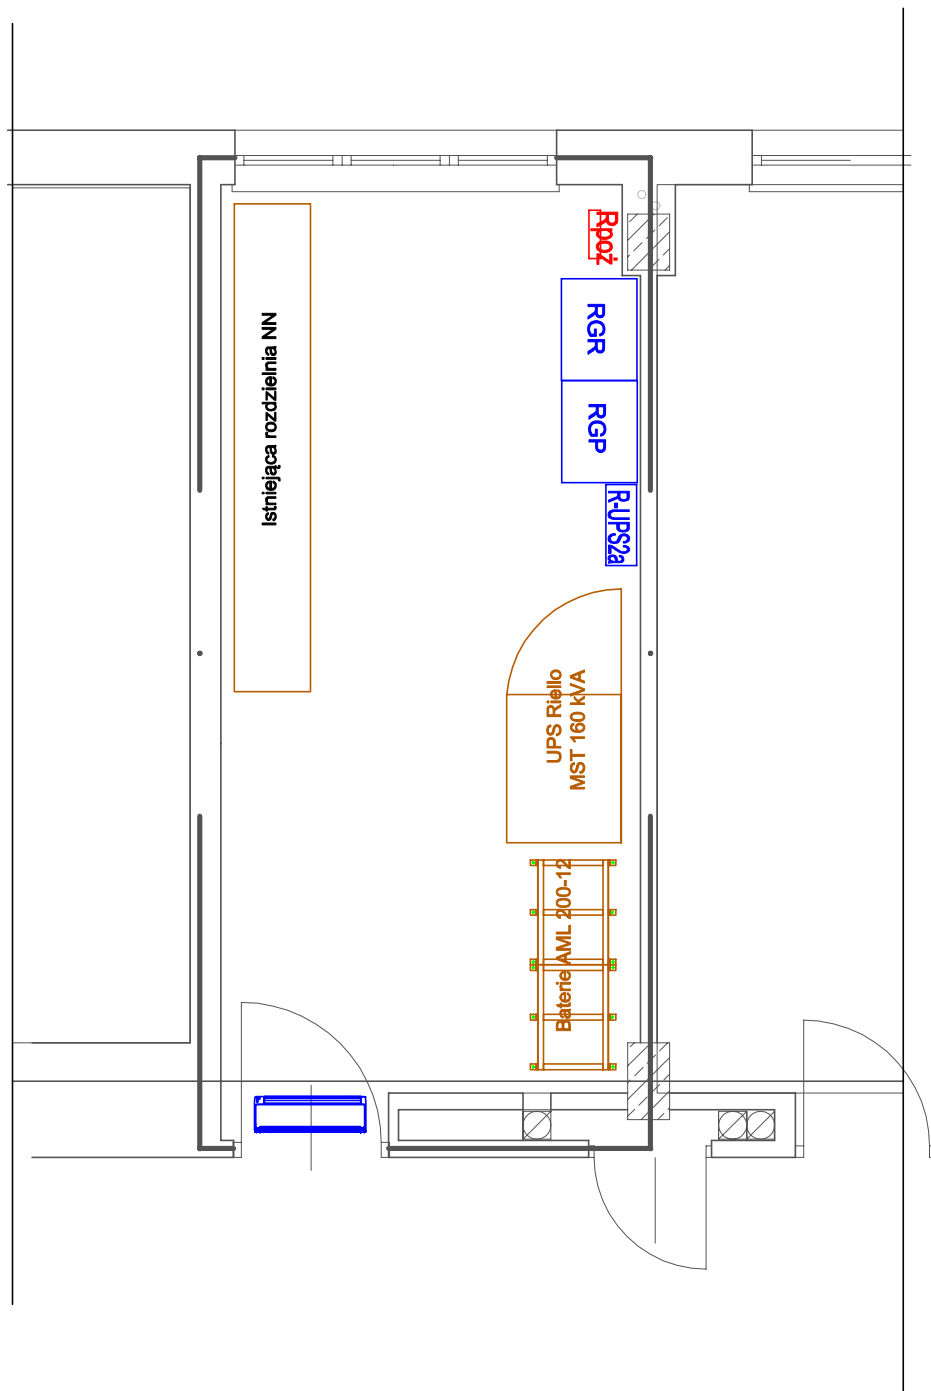 Rpoż
RGR
Istniejąca rozdzielnia NN
RGP
R-UPS2a
UPS Riello
MST 160 kVA
Baterie AML 200-12